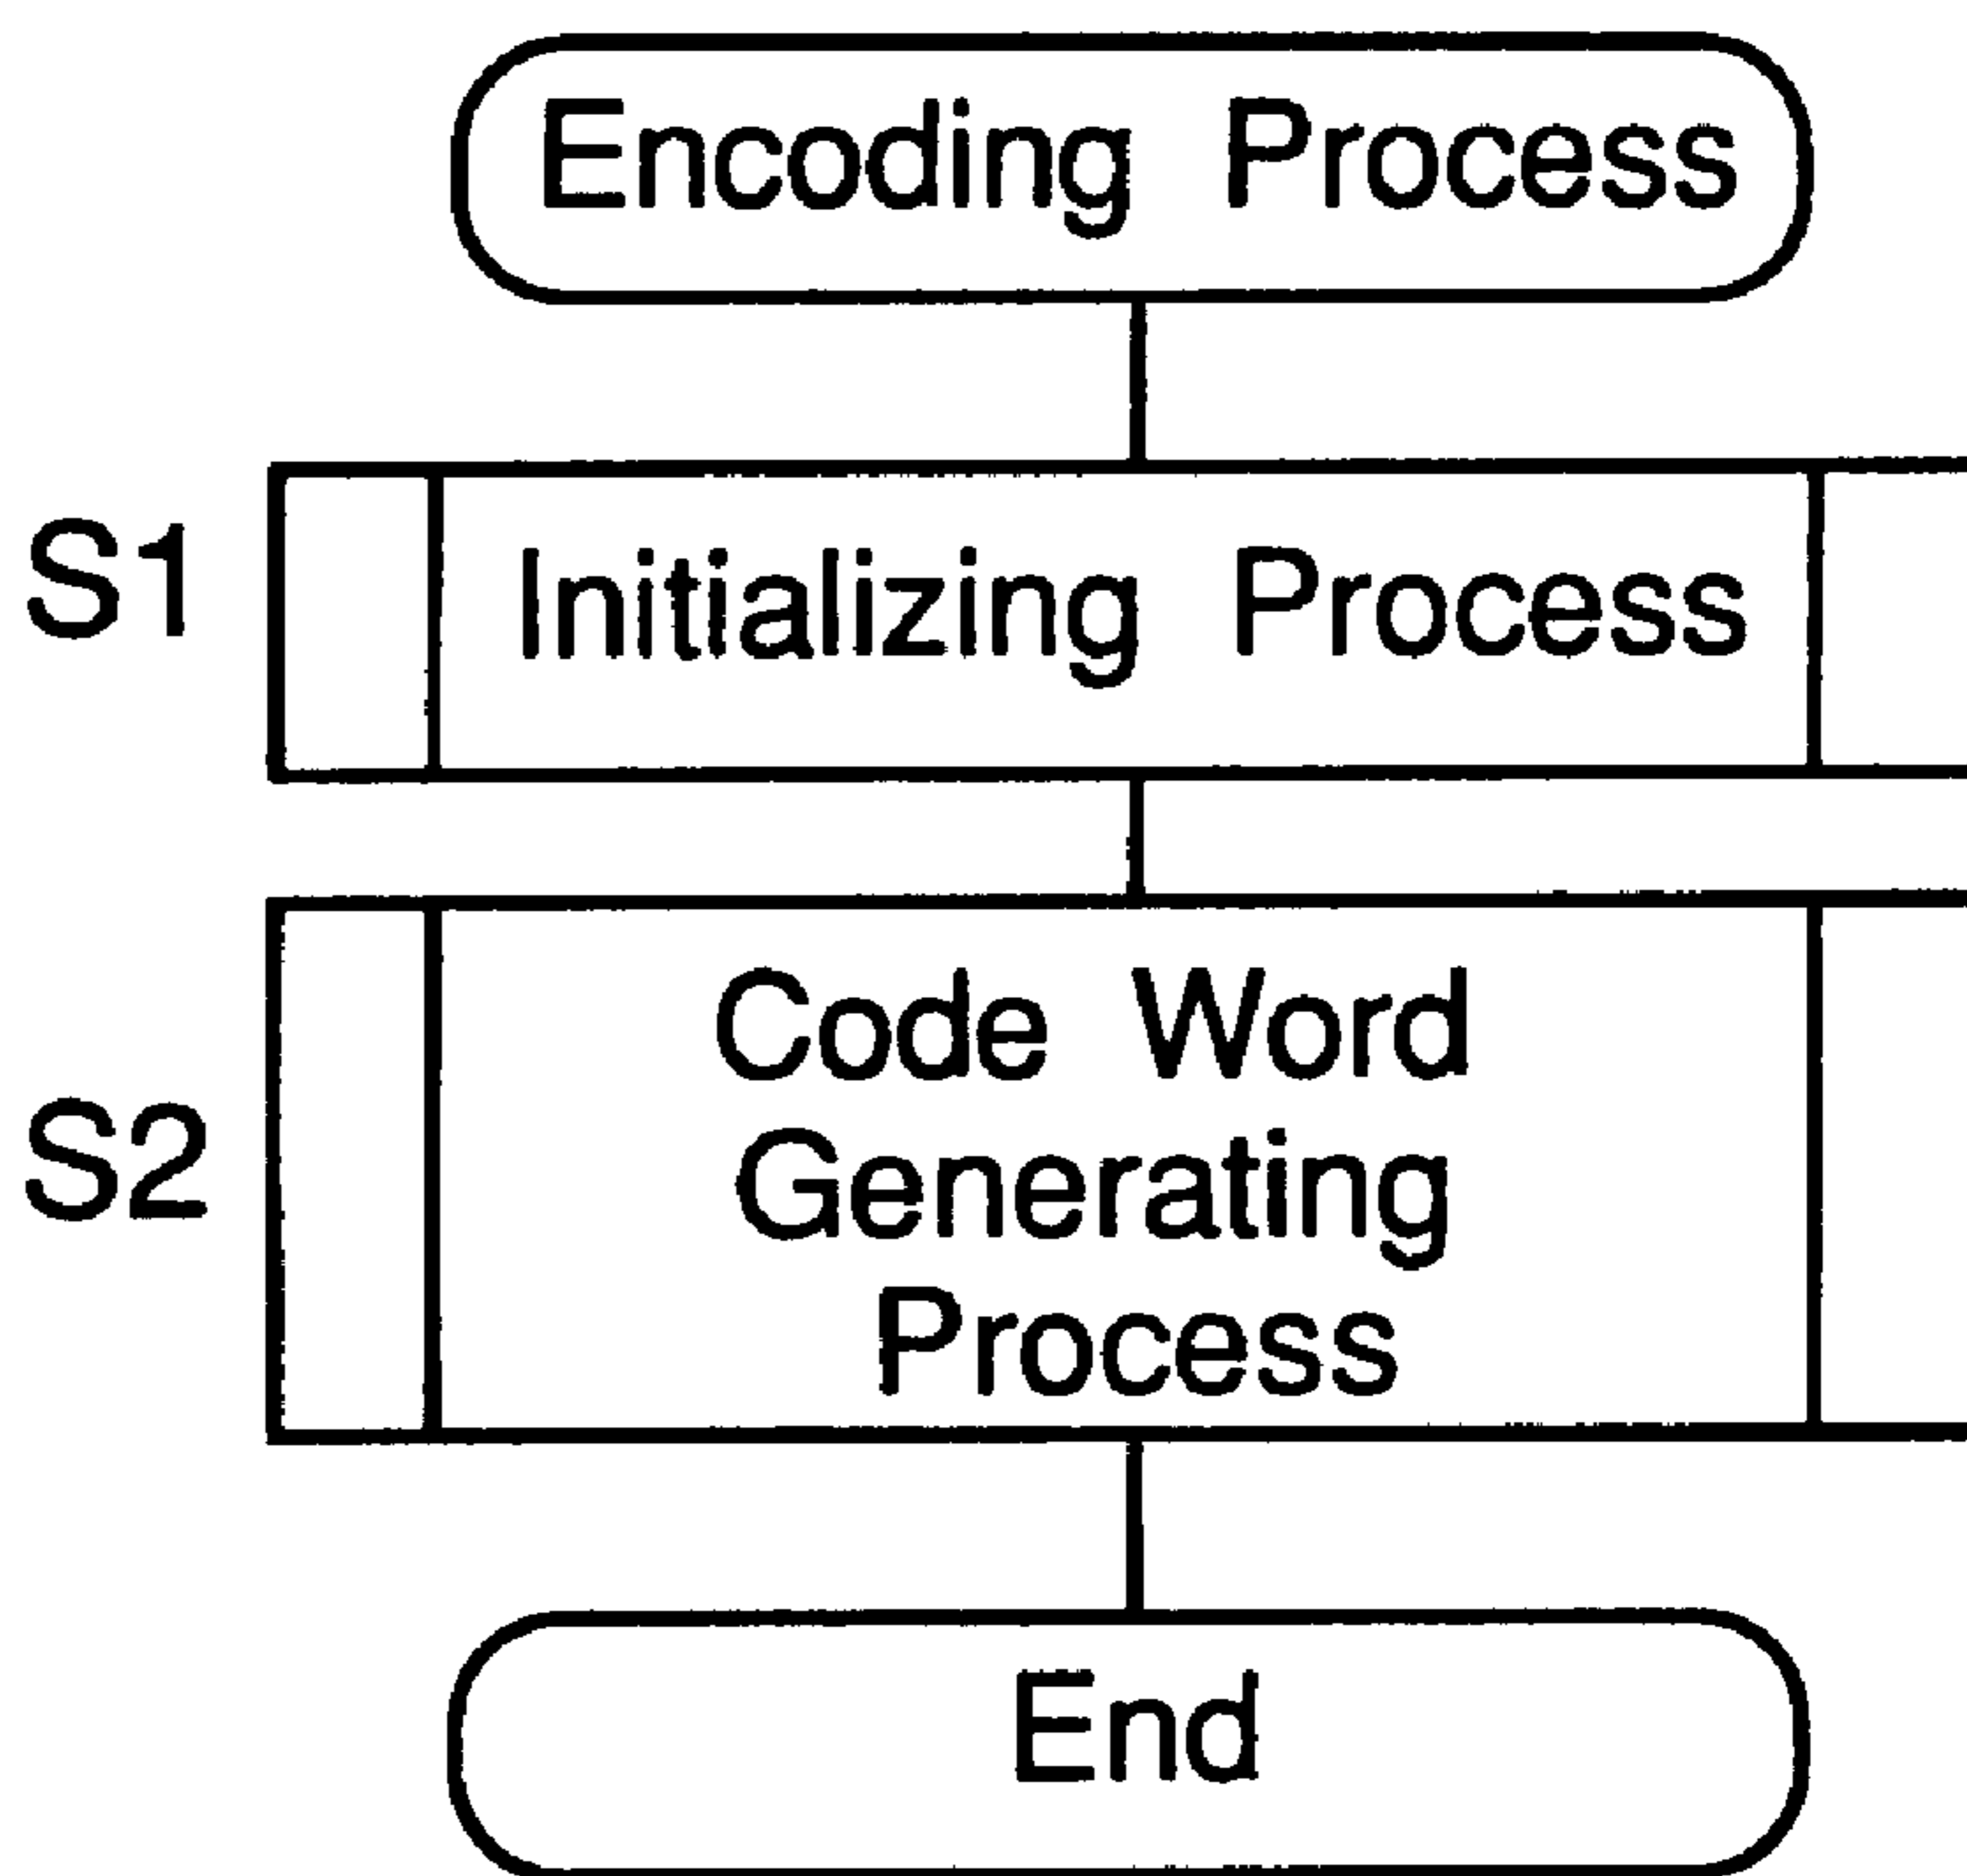 Encoding Process
S1 Initializing Process
Code Word
S2 Generating
Process
End